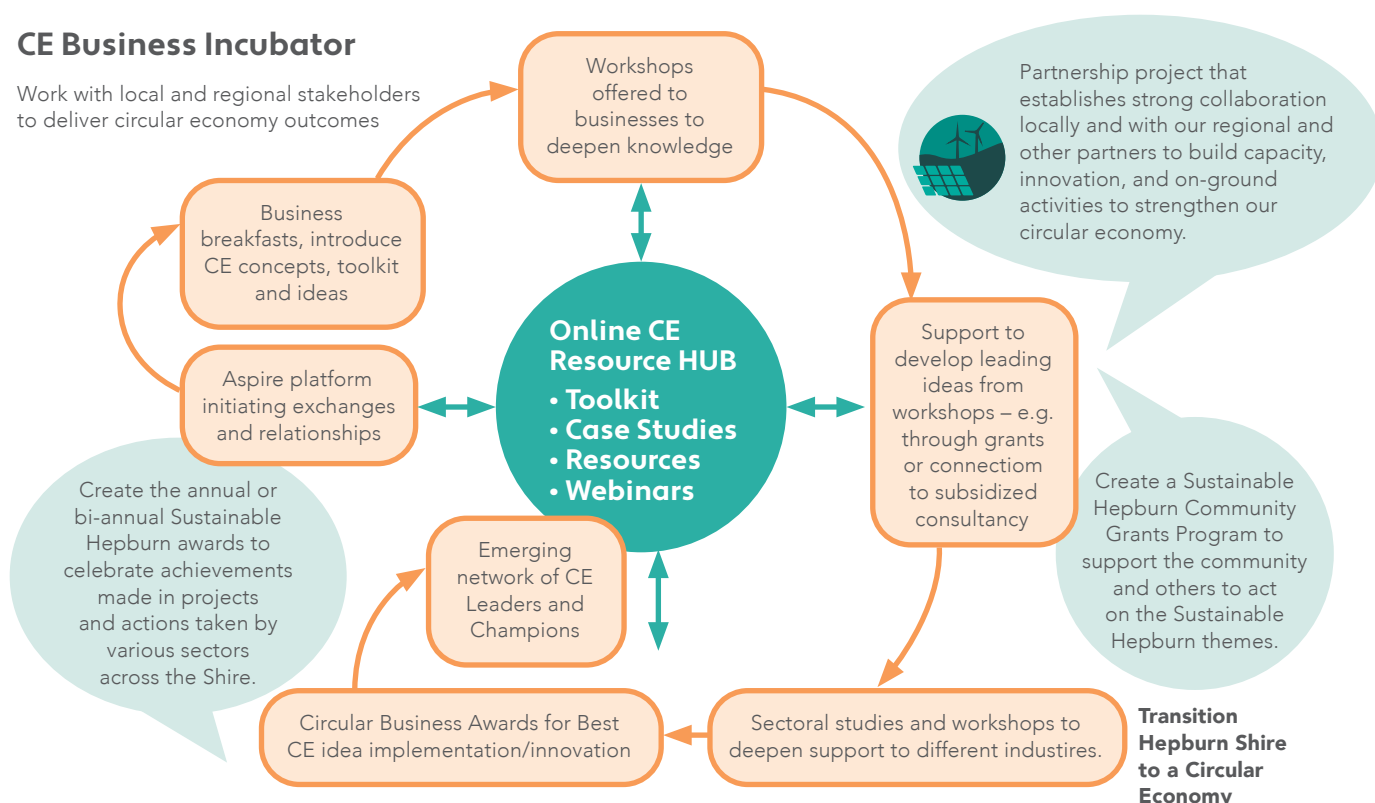 CE Business Incubator
Work with local and regional stakeholders
to deliver circular economy outcomes
Workshops
offered to
businesses to
deepen knowledge
Partnership project that
establishes strong collaboration
locally and with our regional and
other partners to build capacity,
innovation, and on-ground
activities to strengthen our
circular economy.
Business
breakfasts, introduce
CE concepts, toolkit
and ideas
Online CE
Resource HUB
• Toolkit
• Case Studies
• Resources
• Webinars
Support to
develop leading
ideas from
workshops – e.g.
through grants
or connectiom
to subsidized
consultancy
Aspire platform
initiating exchanges
and relationships
Create the annual or
bi-annual Sustainable
Hepburn awards to
celebrate achievements
made in projects
and actions taken by
various sectors
across the Shire.
Emerging
network of CE
Leaders and
Champions
Create a Sustainable
Hepburn Community
Grants Program to
support the community
and others to act
on the Sustainable
Hepburn themes.
Circular Business Awards for Best
CE idea implementation/innovation
Sectoral studies and workshops to
deepen support to different industires.
Transition
Hepburn Shire
to a Circular
Economy